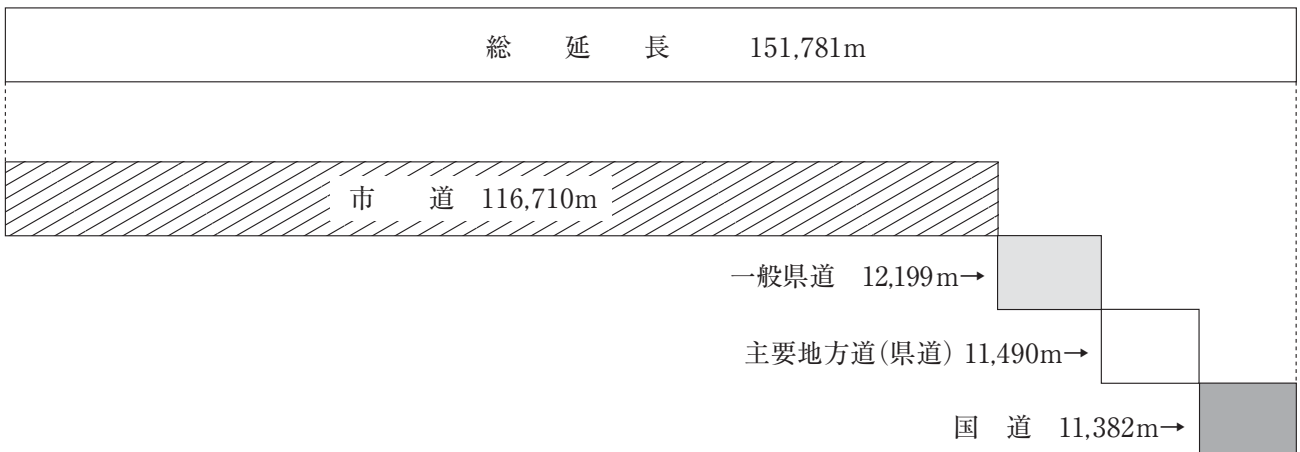 総　延　長　151,781m
市　道　116,710m
一般県道　12,199m→
主要地方道(県道) 11,490m→
国　道　11,382m→